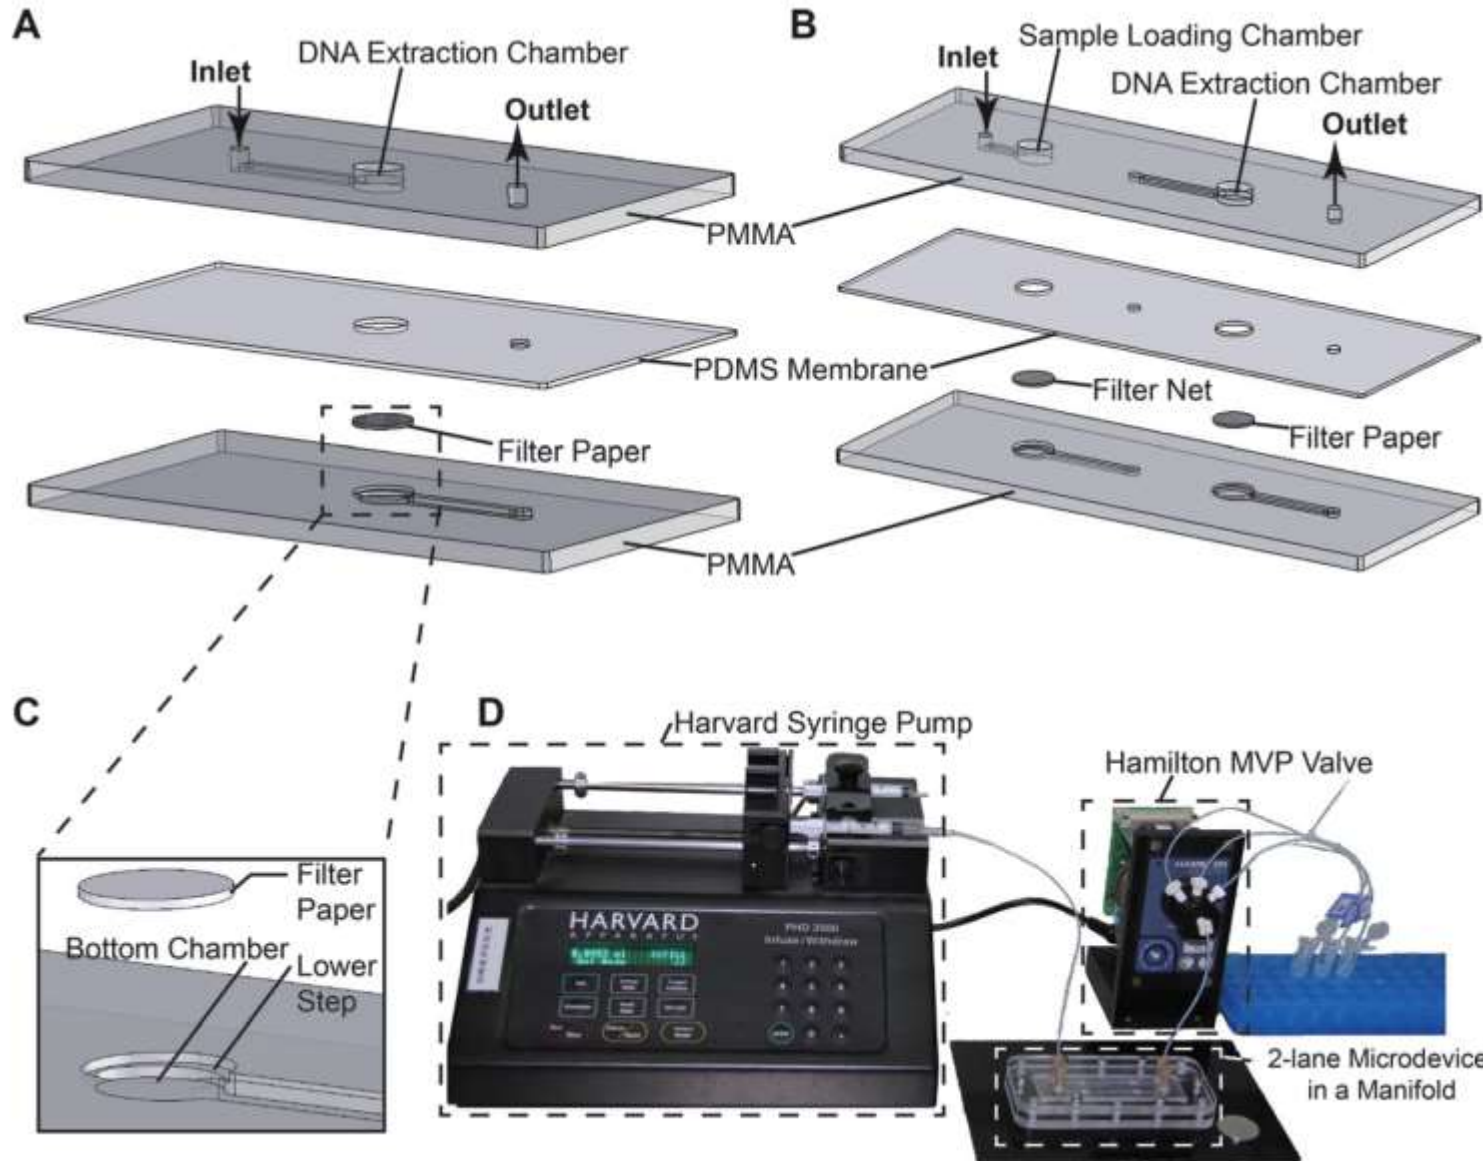 A
DNA Extraction Chamber
Inlet
Outlet
PMMA
PDMS Membrane
Filter Paper
PMMA
B
Sample Loading Chamber
Inlet
DNA Extraction Chamber
Outlet
Filter Net
Filter Paper
C
Filter
Paper
Bottom Chamber
Lower
Step
D
Harvard Syringe Pump
HARVARD
APPARATUS
PHD 2000
Infuse/Withdraw
Hamilton MVP Valve
2-lane Microdevice
in a Manifold